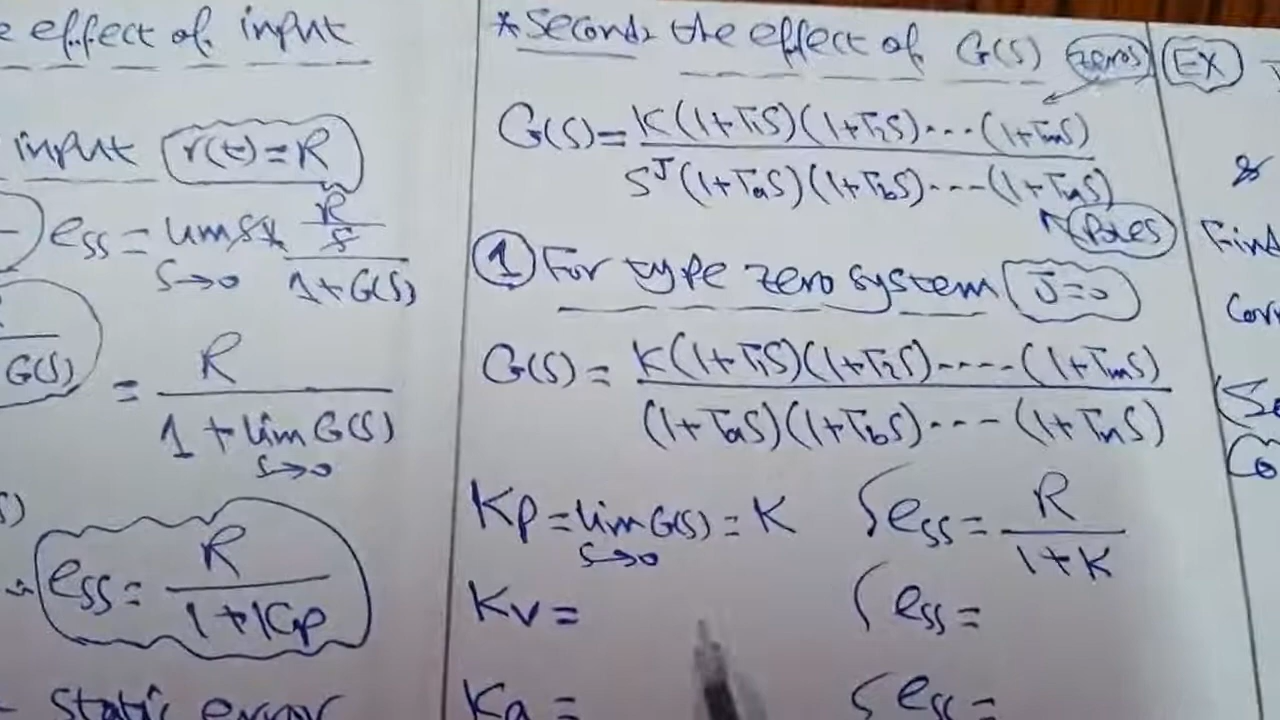 e effect of input
input r(t)=R
ess = lim S* R/S / 1+G(S)
S→0
G(S)
= R / 1 + lim G(S)
S→0
S)
ess = R / 1+Kp
- static error
*Second, the effect of G(S) zeros
G(S) = K(1+T1S)(1+T2S)---(1+TmS) / S^J(1+TaS)(1+TbS)----(1+TnS)
Poles
① For type zero system J=0
G(S) = K(1+T1S)(1+T2S)----(1+TmS) / (1+TaS)(1+TbS)---(1+TnS)
Kp = lim G(S) = K ess = R / 1+K
S→0
Kv = ess =
Ka = ess =
EX
&
Find